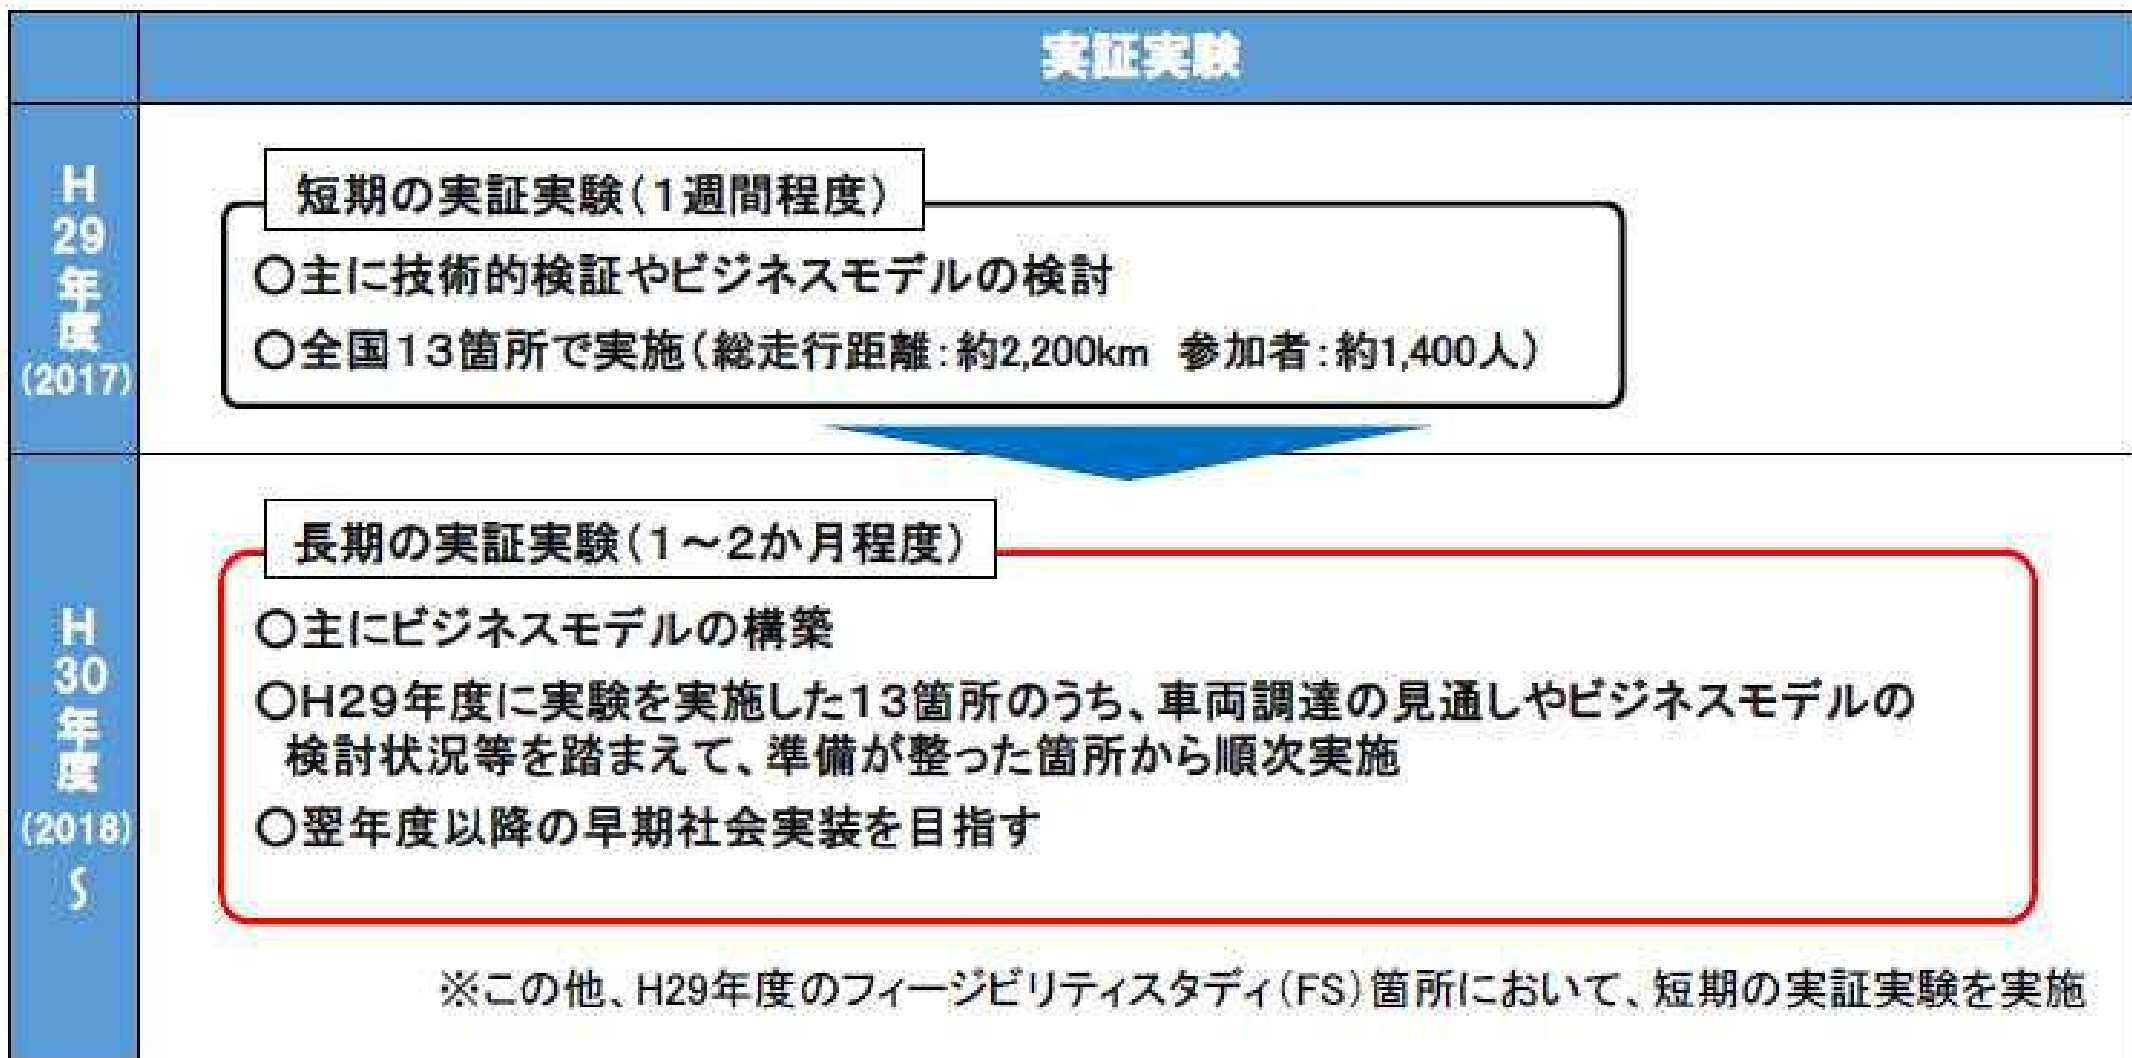 実証実験
H29年度(2017)
短期の実証実験(1週間程度)
○主に技術的検証やビジネスモデルの検討
○全国13箇所で実施(総走行距離:約2,200km 参加者:約1,400人)
H30年度(2018)～
長期の実証実験(1～2か月程度)
○主にビジネスモデルの構築
○H29年度に実験を実施した13箇所のうち、車両調達の見通しやビジネスモデルの
検討状況等を踏まえて、準備が整った箇所から順次実施
○翌年度以降の早期社会実装を目指す
※この他、H29年度のフィージビリティスタディ(FS)箇所において、短期の実証実験を実施